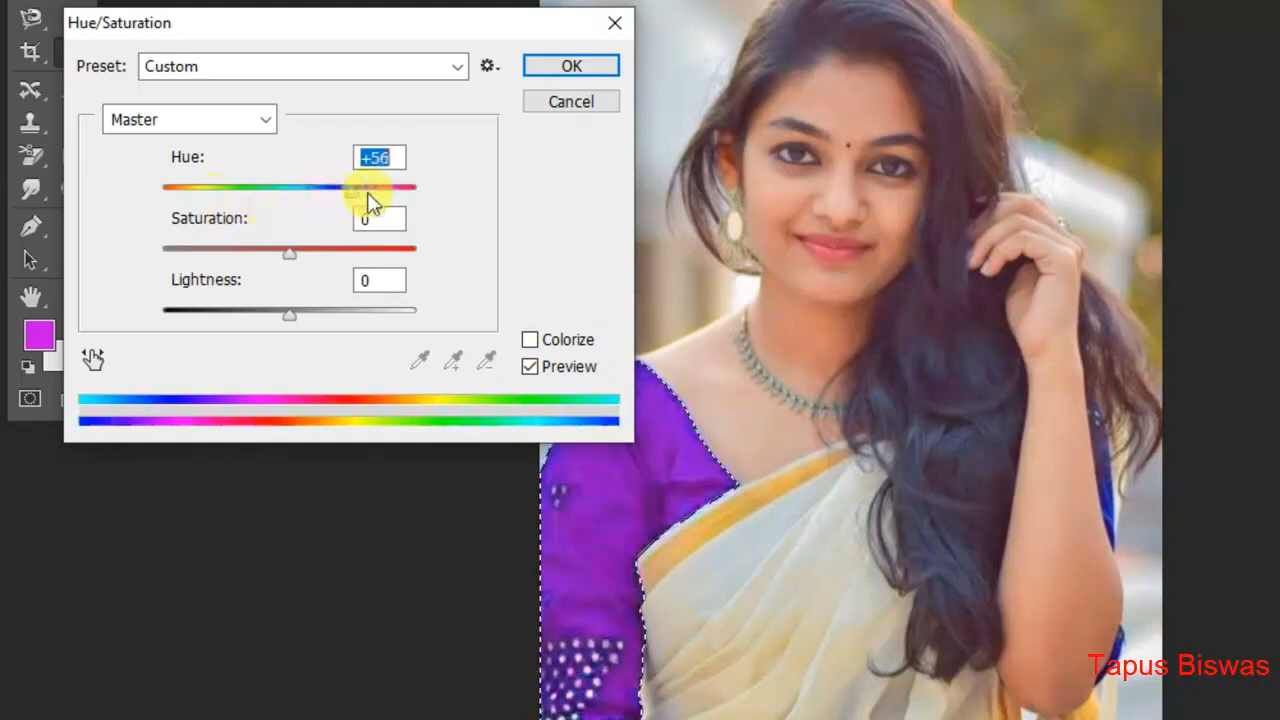 Hue/Saturation
Preset: Custom
OK
Cancel
Master
Hue: +56
Saturation: 0
Lightness: 0
Colorize
Preview
Tapus Biswas